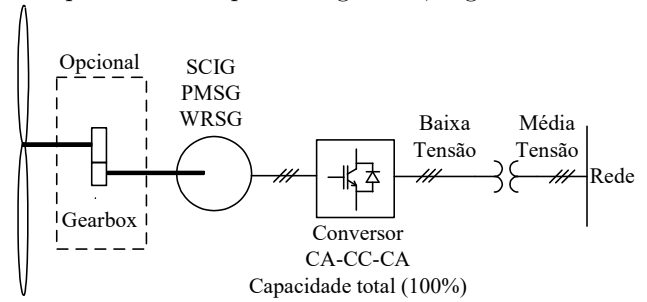 Opcional
SCIG
PMSG
WRSG
Baixa
Tensão
Média
Tensão
Rede
Gearbox
Conversor
CA-CC-CA
Capacidade total (100%)